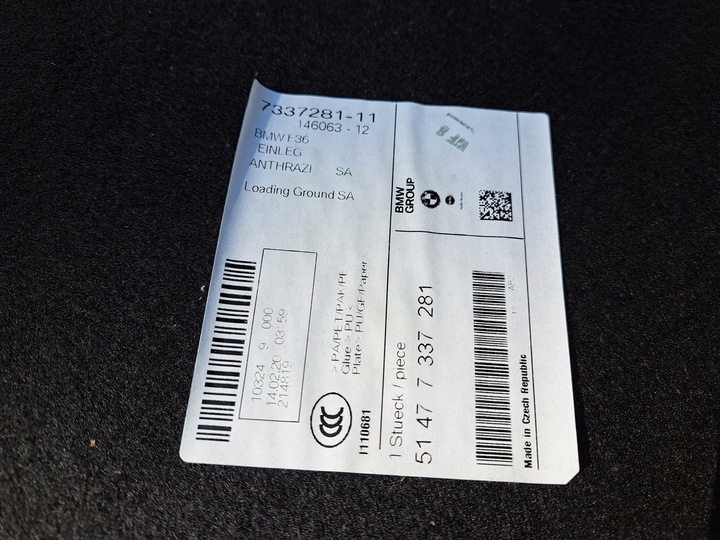 7337281-11
146063 - 12
BMW F36
EINLEG
ANTHRAZI SA
Loading Ground SA
10324 9 000
14.02.20 03 59
214819
> PA/PET/PAK/PE
Glue > PU <
Plate> PU/GF/Paper
CCC
I110681
BMW
GROUP
1 Stueck / piece
51 47 7 337 281
Made in Czech Republic